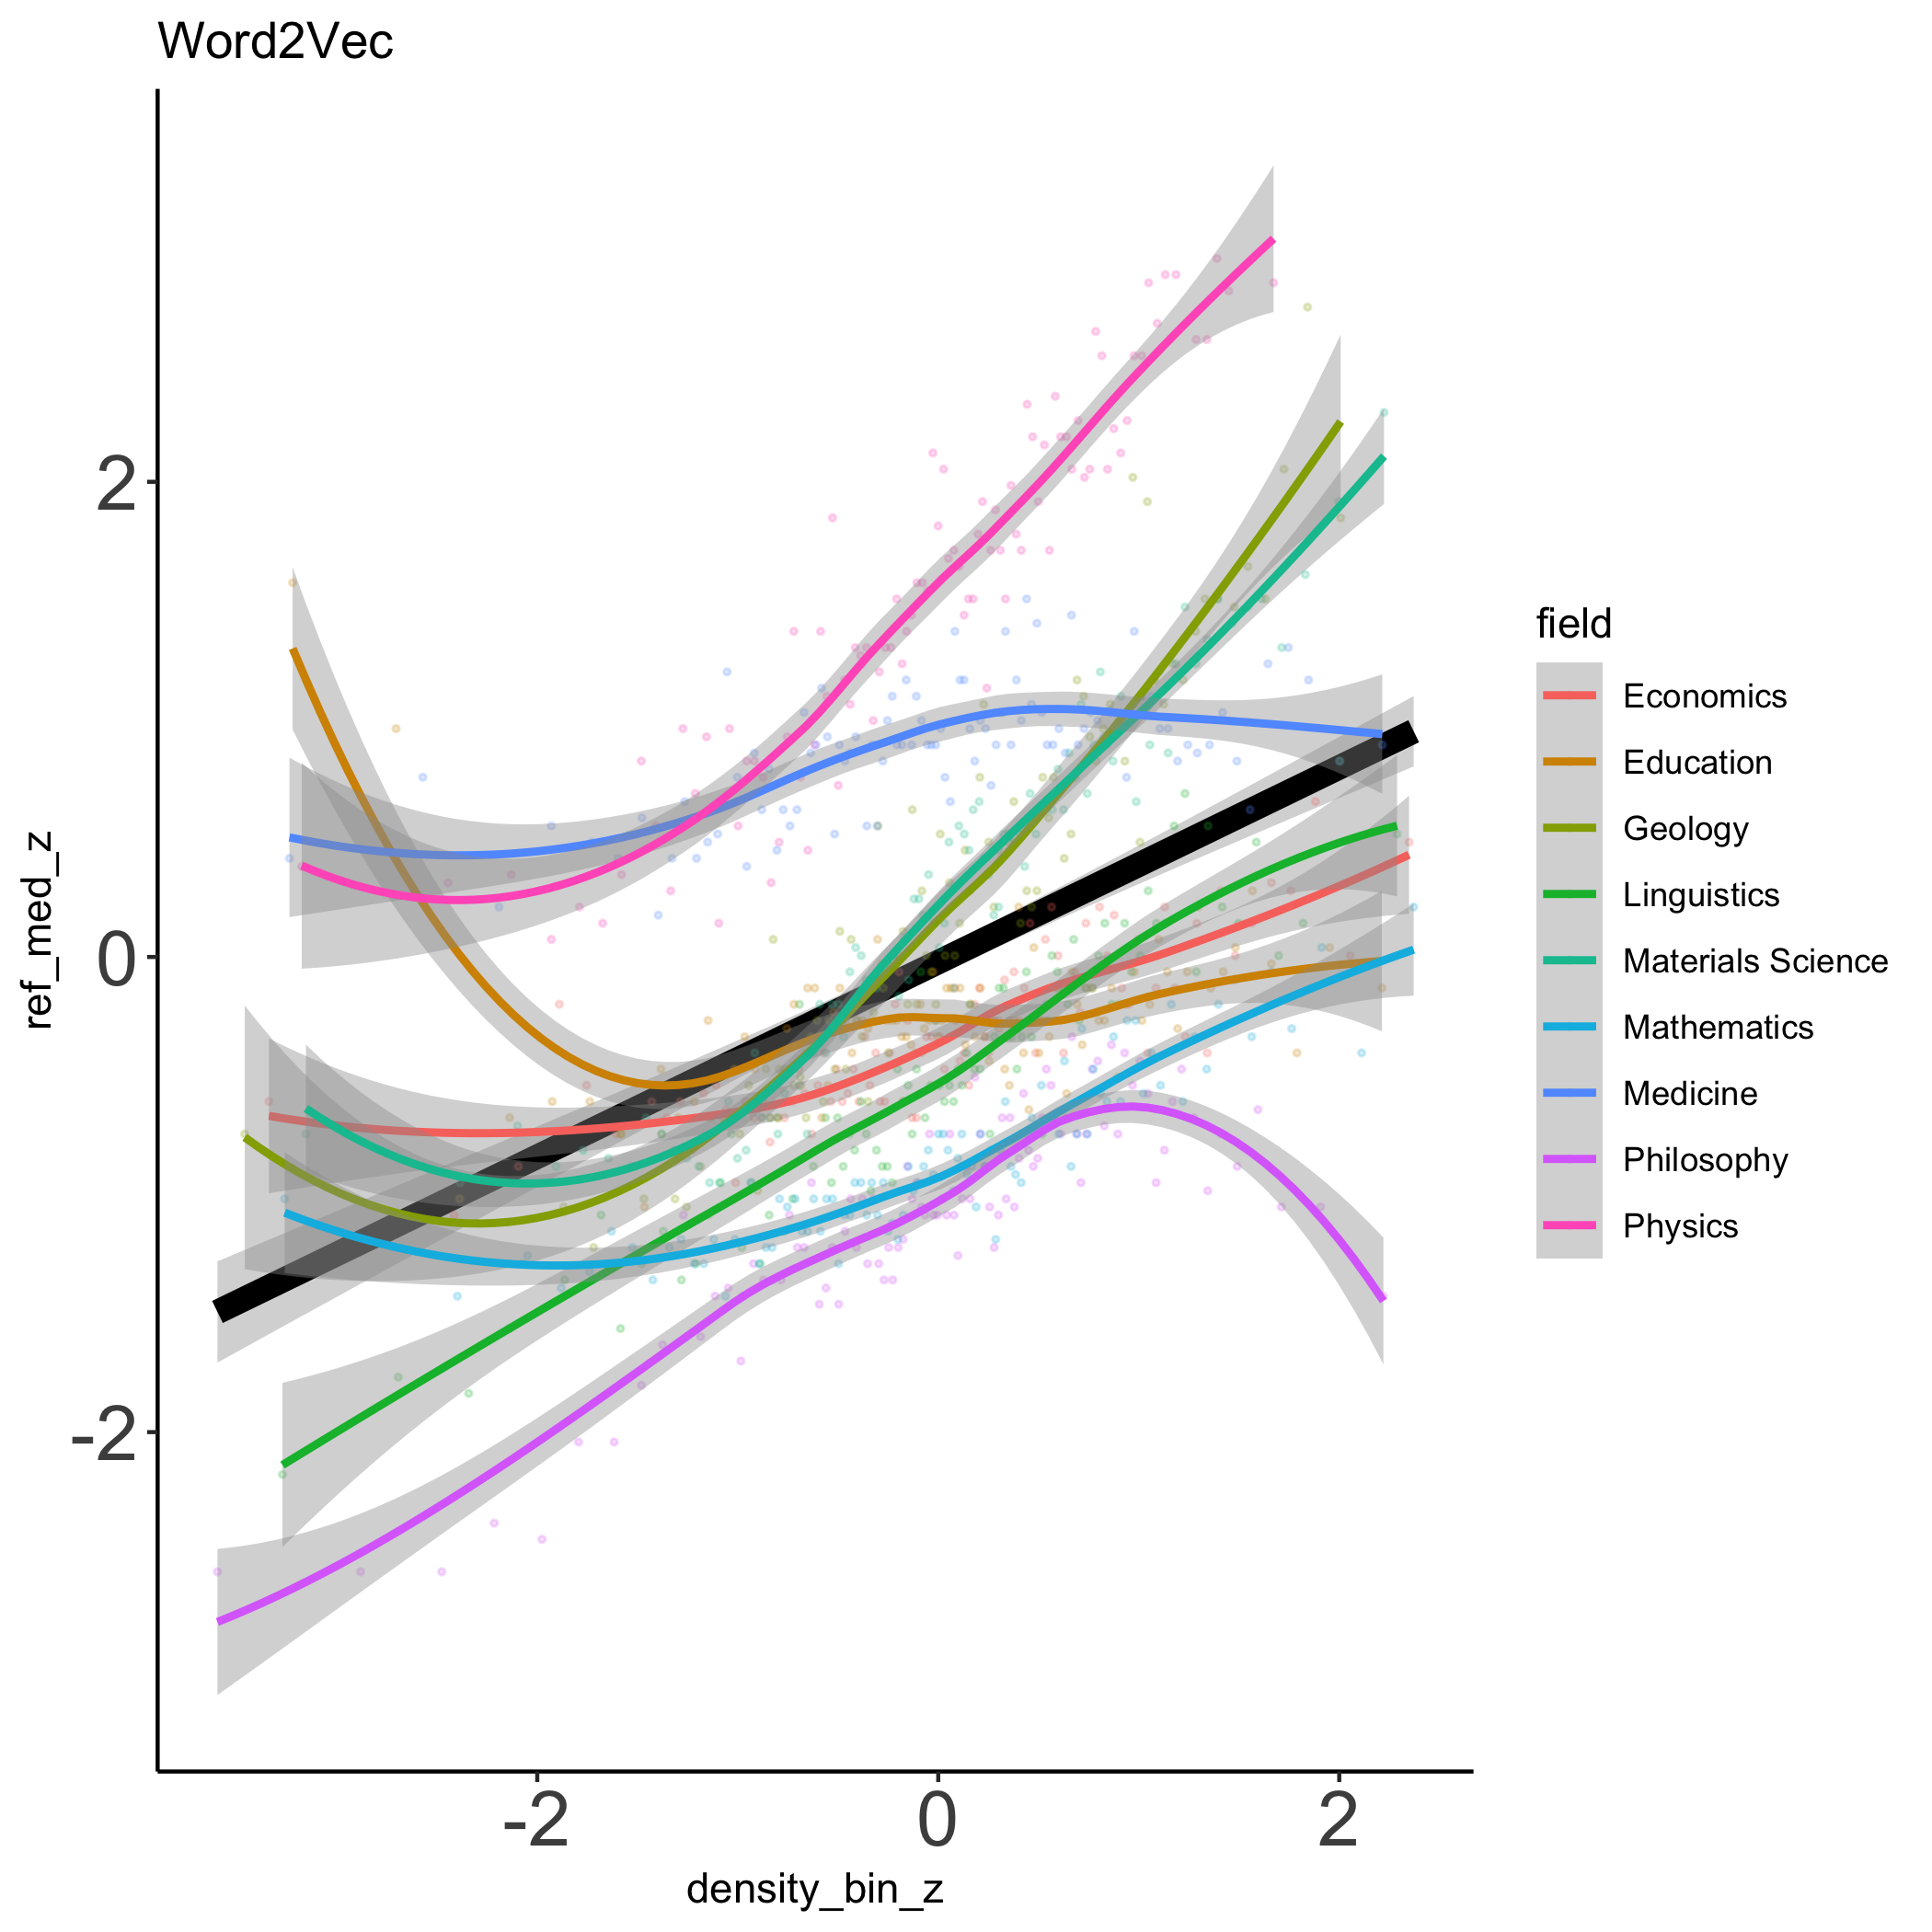 Word2Vec
ref_med_z
2
0
-2
-2
0
2
density_bin_z
field
Economics
Education
Geology
Linguistics
Materials Science
Mathematics
Medicine
Philosophy
Physics